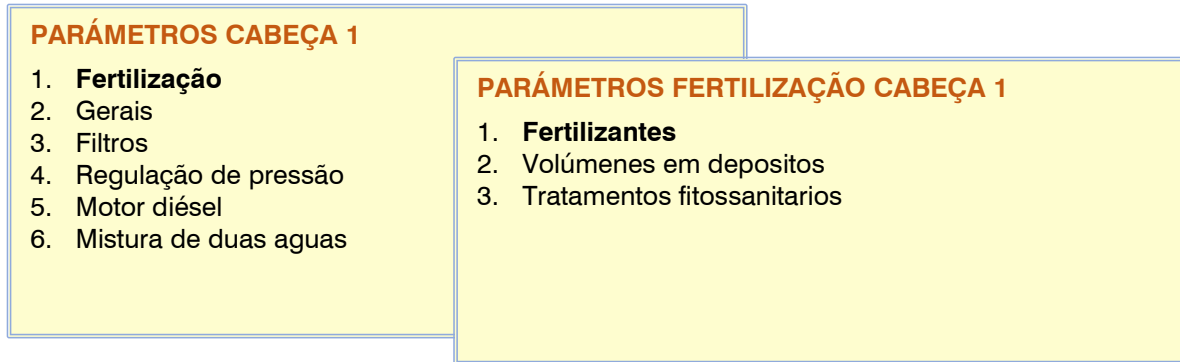 PARÁMETROS CABEÇA 1
1. Fertilização
2. Gerais
3. Filtros
4. Regulação de pressão
5. Motor diésel
6. Mistura de duas aguas
PARÁMETROS FERTILIZAÇÃO CABEÇA 1
1. Fertilizantes
2. Volúmenes em depositos
3. Tratamentos fitossanitarios